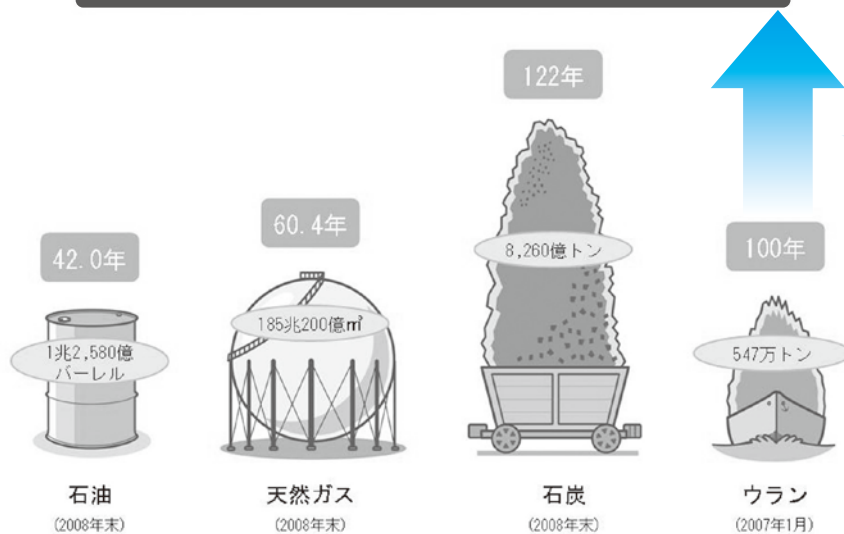 122年
60.4年
42.0年
100年
8,260億トン
185兆200億㎥
1兆2,580億
バーレル
547万トン
石油
天然ガス
石炭
ウラン
(2008年末)
(2008年末)
(2008年末)
(2007年1月)